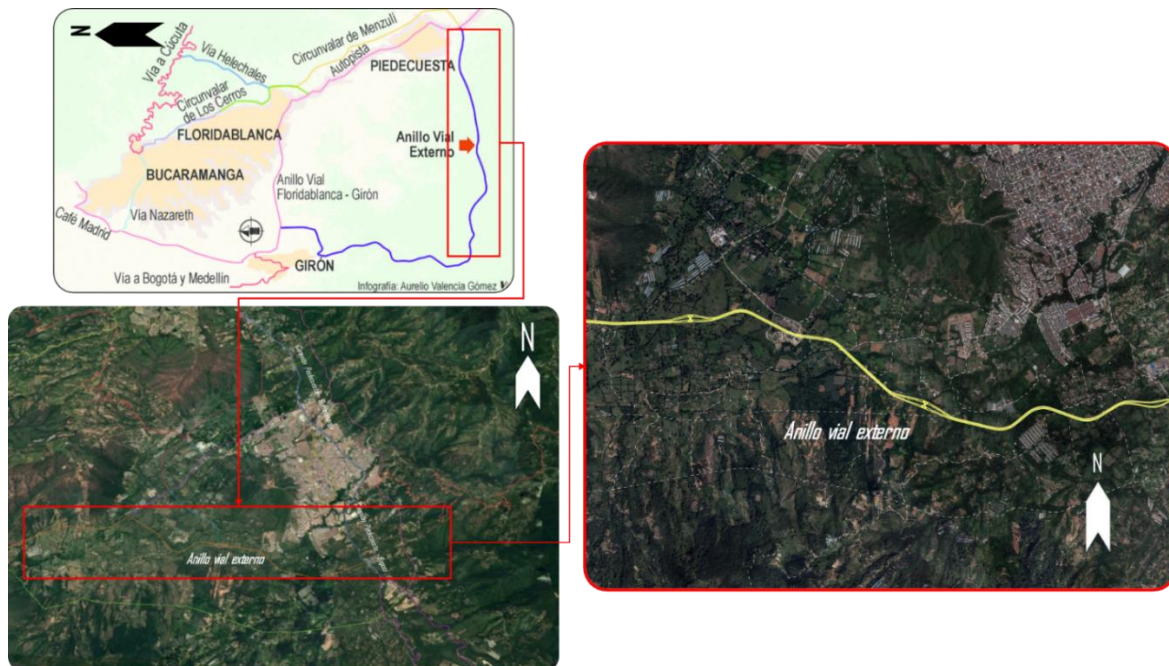 N
Vía a Cúcuta
Vía Helechales
Circunvalar de Menzulí
Autopista
PIEDECUESTA
Circunvalar
de Los Cerros
FLORIDABLANCA
Anillo Vial
Externo
BUCARAMANGA
Anillo Vial
Floridablanca - Girón
Vía Nazareth
Café Madrid
GIRÓN
Vía a Bogotá y Medellín
Infografía: Aurelio Valencia Gómez
N
Anillo vial externo
Anillo vial externo
N